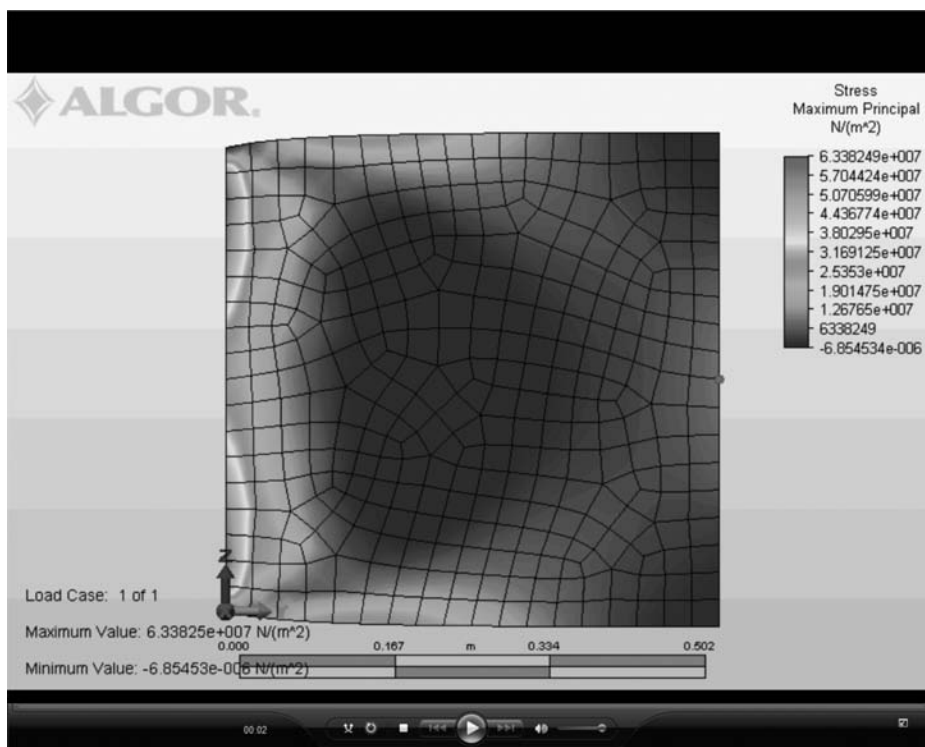 ALGOR.
Stress
Maximum Principal
N/(m^2)
6.338249e+007
5.704424e+007
5.070599e+007
4.436774e+007
3.80295e+007
3.169125e+007
2.5353e+007
1.901475e+007
1.26765e+007
6338249
-6.854534e-006
Z
Load Case: 1 of 1
Maximum Value: 6.33825e+007 N/(m^2)
0.000 0.167 m 0.334 0.502
Minimum Value: -6.85453e-006 N/(m^2)
00:02